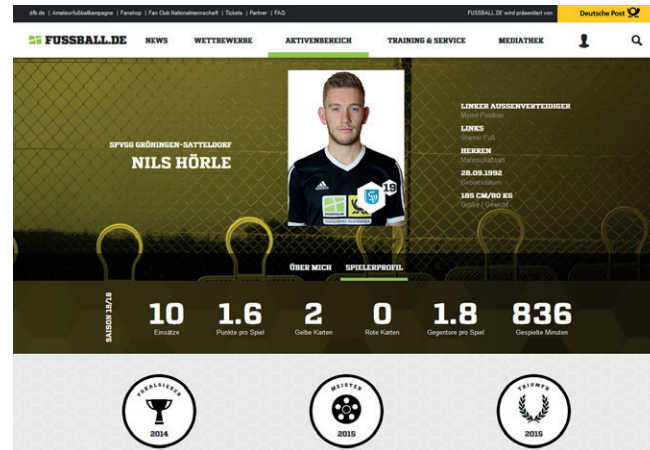 dfb.de | Amateurfußballkampagne | Fanshop | Fan Club Nationalmannschaft | Tickets | Partner | FAQ
FUSSBALL.DE wird präsentiert von
Deutsche Post
FUSSBALL.DE
NEWS
WETTBEWERBE
AKTIVENBEREICH
TRAINING & SERVICE
MEDIATHEK
SPVGG GRÖNINGEN-SATTELDORF
NILS HÖRLE
adidas
19
LINKER AUSSENVERTEIDIGER
Meine Position
LINKS
Starker Fuß
HERREN
Mannschaftsart
28.09.1992
Geburtsdatum
185 CM/80 KG
Größe / Gewicht
ÜBER MICH
SPIELERPROFIL
SAISON 15/16
10
Einsätze
1.6
Punkte pro Spiel
2
Gelbe Karten
0
Rote Karten
1.8
Gegentore pro Spiel
836
Gespielte Minuten
POKALSIEGER
2014
MEISTER
2015
TRIUMPH
2015